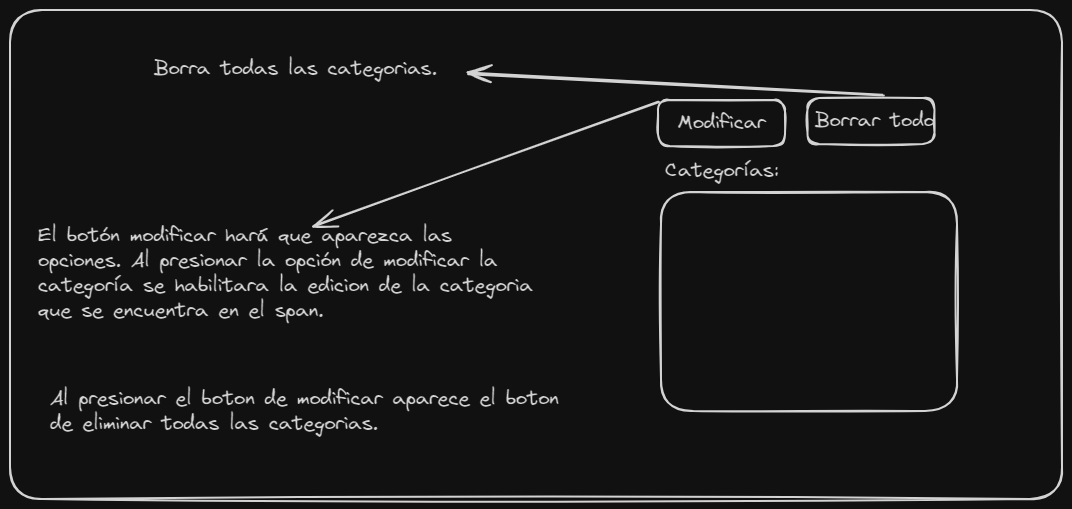 Borra todas las categorias.
Modificar
Borrar todo
Categorías:
El botón modificar hará que aparezca las
opciones. Al presionar la opción de modificar la
categoría se habilitara la edicion de la categoria
que se encuentra en el span.
Al presionar el boton de modificar aparece el boton
de eliminar todas las categorias.